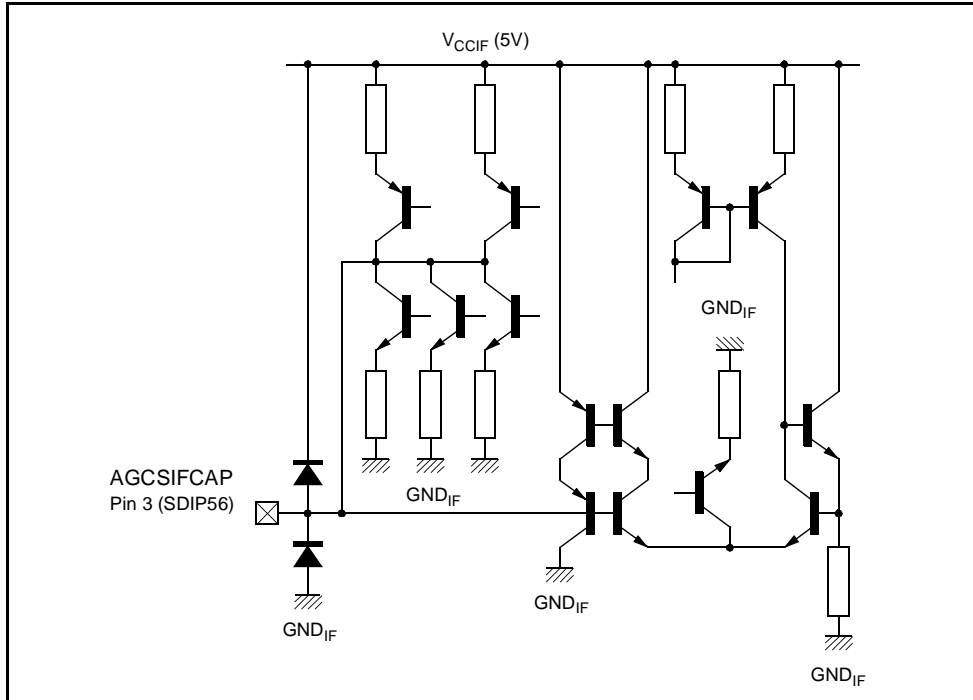 V_CCIF (5V)
GND_IF
AGCSIFCAP
Pin 3 (SDIP56)
GND_IF
GND_IF
GND_IF
GND_IF